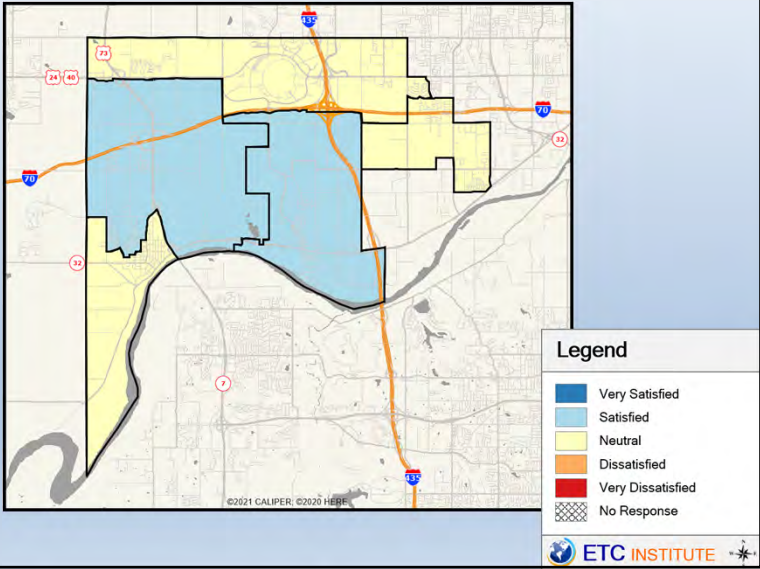 435
73
24 40
70
32
70
32
7
435
©2021 CALIPER; ©2020 HERE
Legend
Very Satisfied
Satisfied
Neutral
Dissatisfied
Very Dissatisfied
No Response
ETC INSTITUTE
N
W E
S